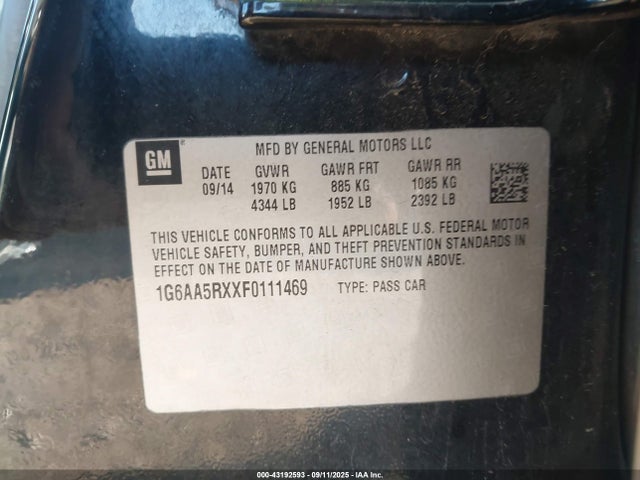 GM
MFD BY GENERAL MOTORS LLC
DATE GVWR GAWR FRT GAWR RR
09/14 1970 KG 885 KG 1085 KG
4344 LB 1952 LB 2392 LB
THIS VEHICLE CONFORMS TO ALL APPLICABLE U.S. FEDERAL MOTOR
VEHICLE SAFETY, BUMPER, AND THEFT PREVENTION STANDARDS IN
EFFECT ON THE DATE OF MANUFACTURE SHOWN ABOVE.
1G6AA5RXXF0111469 TYPE: PASS CAR
000-43192593 - 09/11/2025 - IAA Inc.